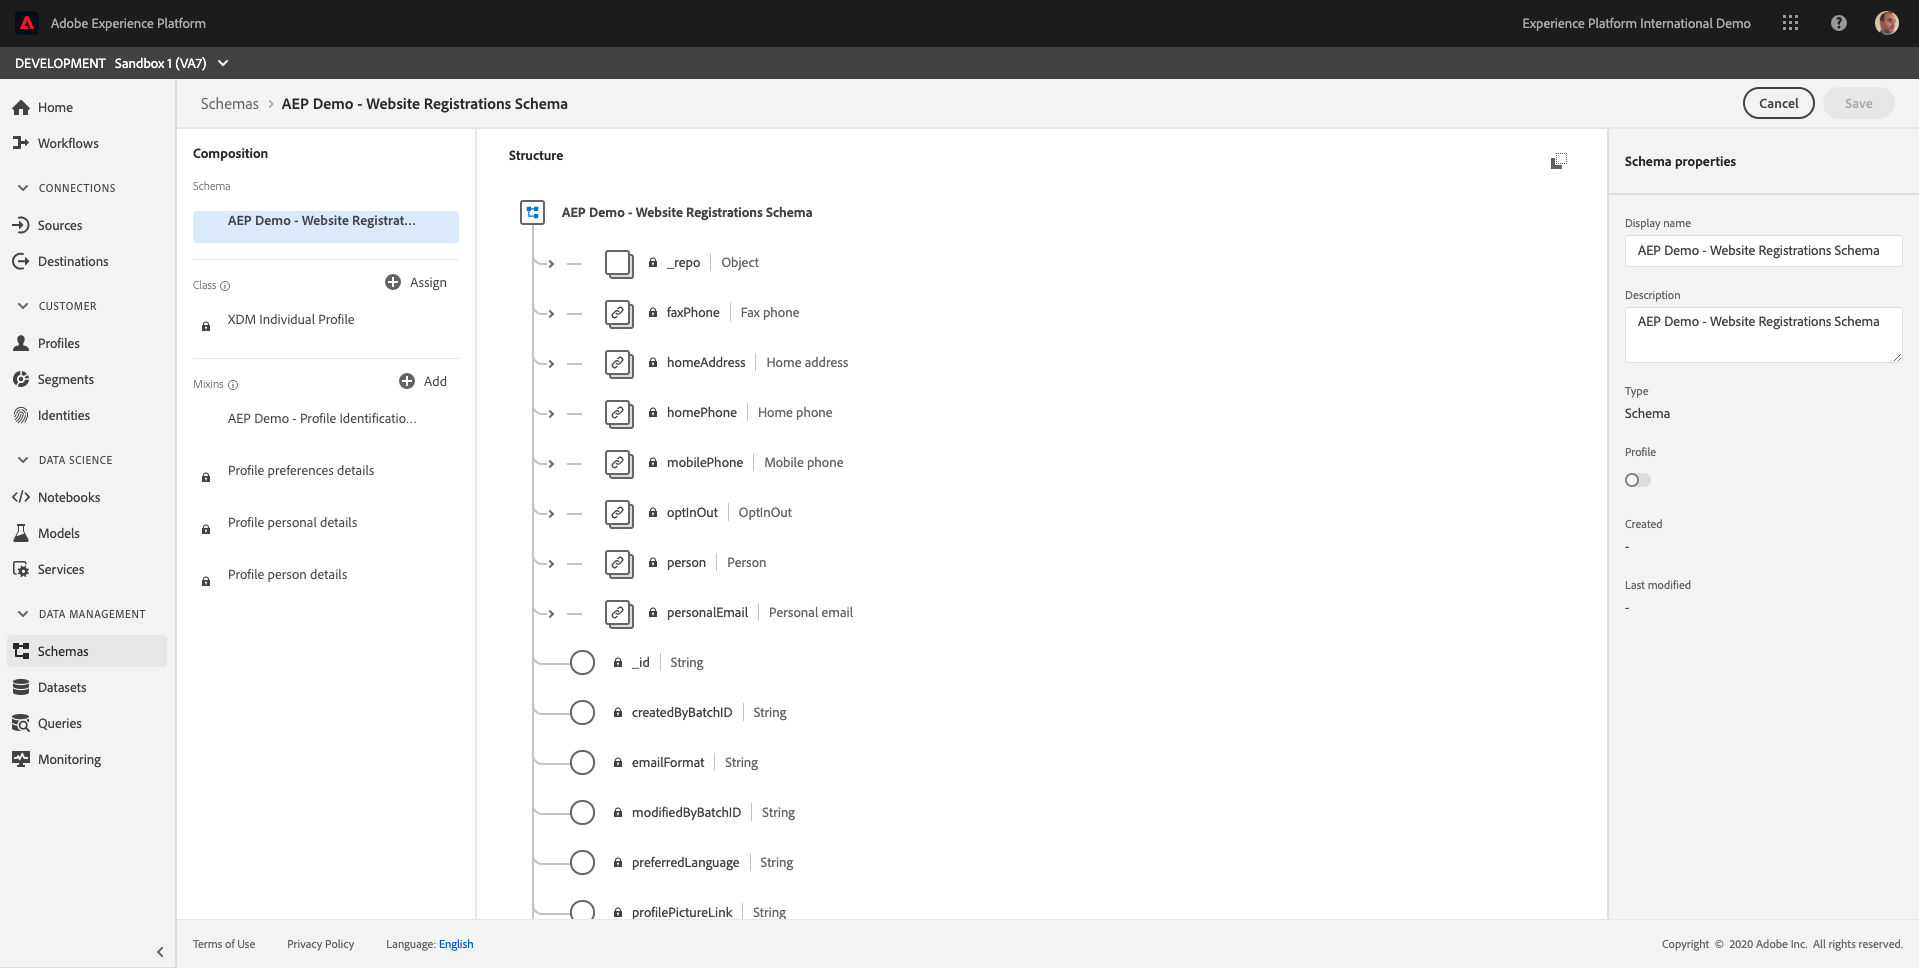 Adobe Experience Platform
Experience Platform International Demo
DEVELOPMENT Sandbox 1 (VA7)
Home
Workflows
CONNECTIONS
Sources
Destinations
CUSTOMER
Profiles
Segments
Identities
DATA SCIENCE
Notebooks
Models
Services
DATA MANAGEMENT
Schemas
Datasets
Queries
Monitoring
Schemas > AEP Demo - Website Registrations Schema
Cancel
Save
Composition
Schema
AEP Demo - Website Registrat...
Class
Assign
XDM Individual Profile
Mixins
Add
AEP Demo - Profile Identificatio...
Profile preferences details
Profile personal details
Profile person details
Structure
AEP Demo - Website Registrations Schema
_repo | Object
faxPhone | Fax phone
homeAddress | Home address
homePhone | Home phone
mobilePhone | Mobile phone
optInOut | OptInOut
person | Person
personalEmail | Personal email
_id | String
createdByBatchID | String
emailFormat | String
modifiedByBatchID | String
preferredLanguage | String
profilePictureLink | String
Schema properties
Display name
AEP Demo - Website Registrations Schema
Description
AEP Demo - Website Registrations Schema
Type
Schema
Profile
Created
-
Last modified
-
Terms of Use
Privacy Policy
Language: English
Copyright © 2020 Adobe Inc. All rights reserved.